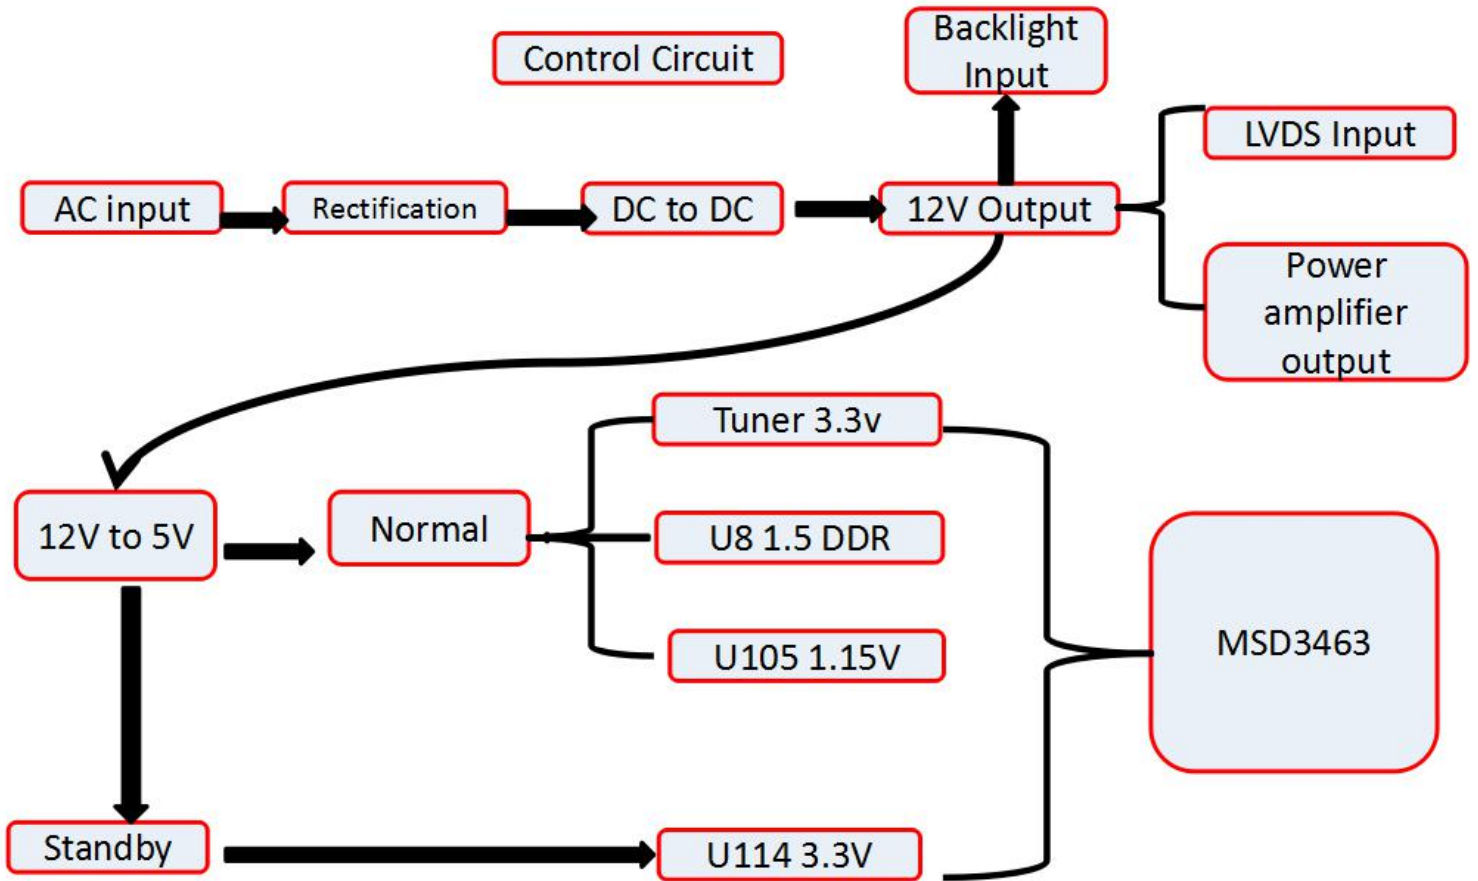 Control Circuit
Backlight
Input
LVDS Input
AC input
Rectification
DC to DC
12V Output
Power
amplifier
output
Tuner 3.3v
12V to 5V
Normal
U8 1.5 DDR
U105 1.15V
MSD3463
Standby
U114 3.3V